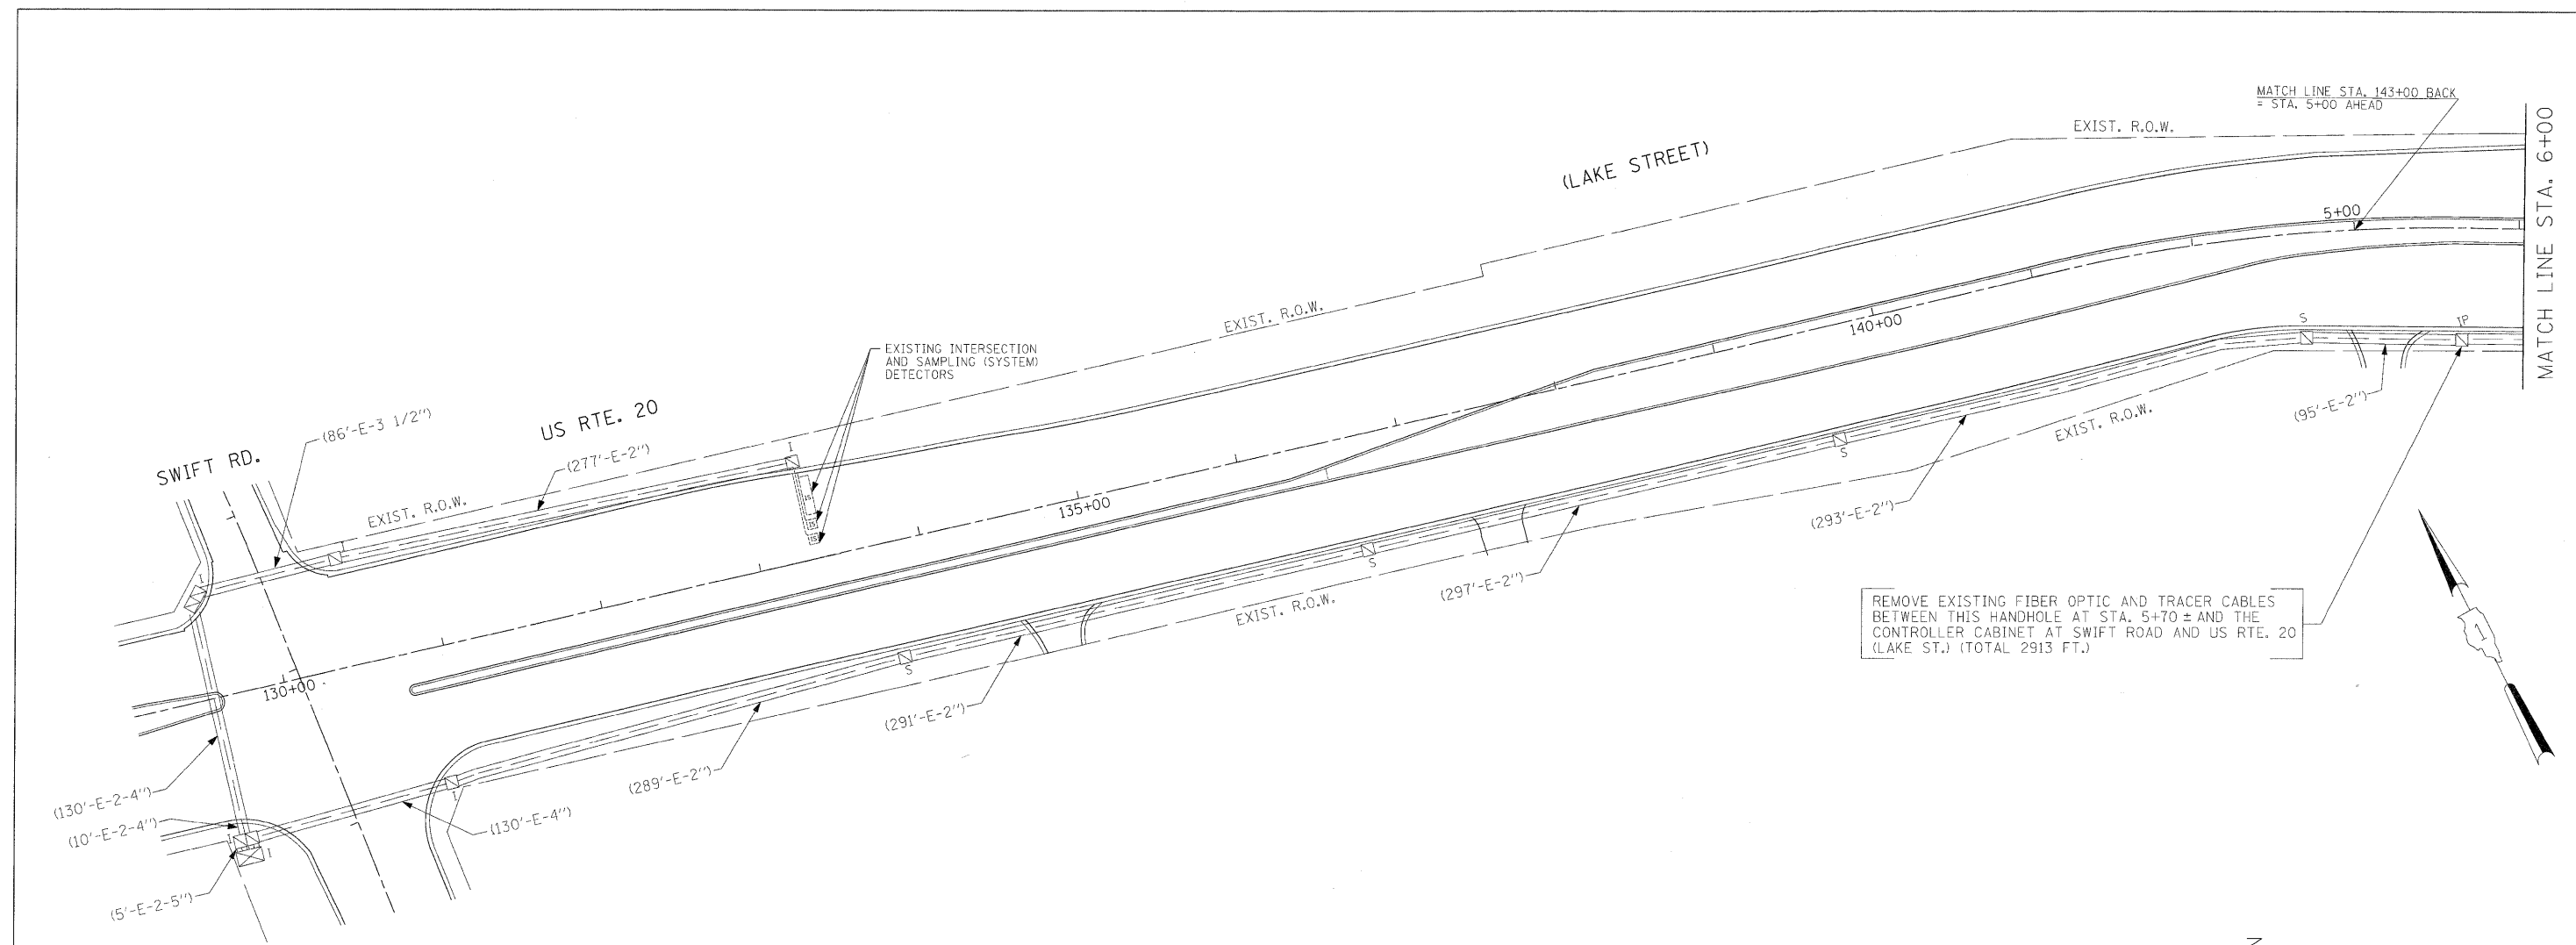 MATCH LINE STA. 143+00 BACK
= STA. 5+00 AHEAD
EXIST. R.O.W.
MATCH LINE STA. 6+00
(LAKE STREET)
5+00
EXIST. R.O.W.
140+00
S
IP
EXISTING INTERSECTION
AND SAMPLING (SYSTEM)
DETECTORS
(95'-E-2")
EXIST. R.O.W.
(86'-E-3 1/2")
US RTE. 20
(277'-E-2")
I
SWIFT RD.
S
IS
IS
IS
EXIST. R.O.W.
135+00
(293'-E-2")
I
I
S
(297'-E-2")
EXIST. R.O.W.
REMOVE EXISTING FIBER OPTIC AND TRACER CABLES
BETWEEN THIS HANDHOLE AT STA. 5+70 ± AND THE
CONTROLLER CABINET AT SWIFT ROAD AND US RTE. 20
(LAKE ST.) (TOTAL 2913 FT.)
1
130+00
S
(291'-E-2")
(289'-E-2")
(130'-E-2-4")
I
(130'-E-4")
(10'-E-2-4")
I
I
(5'-E-2-5")